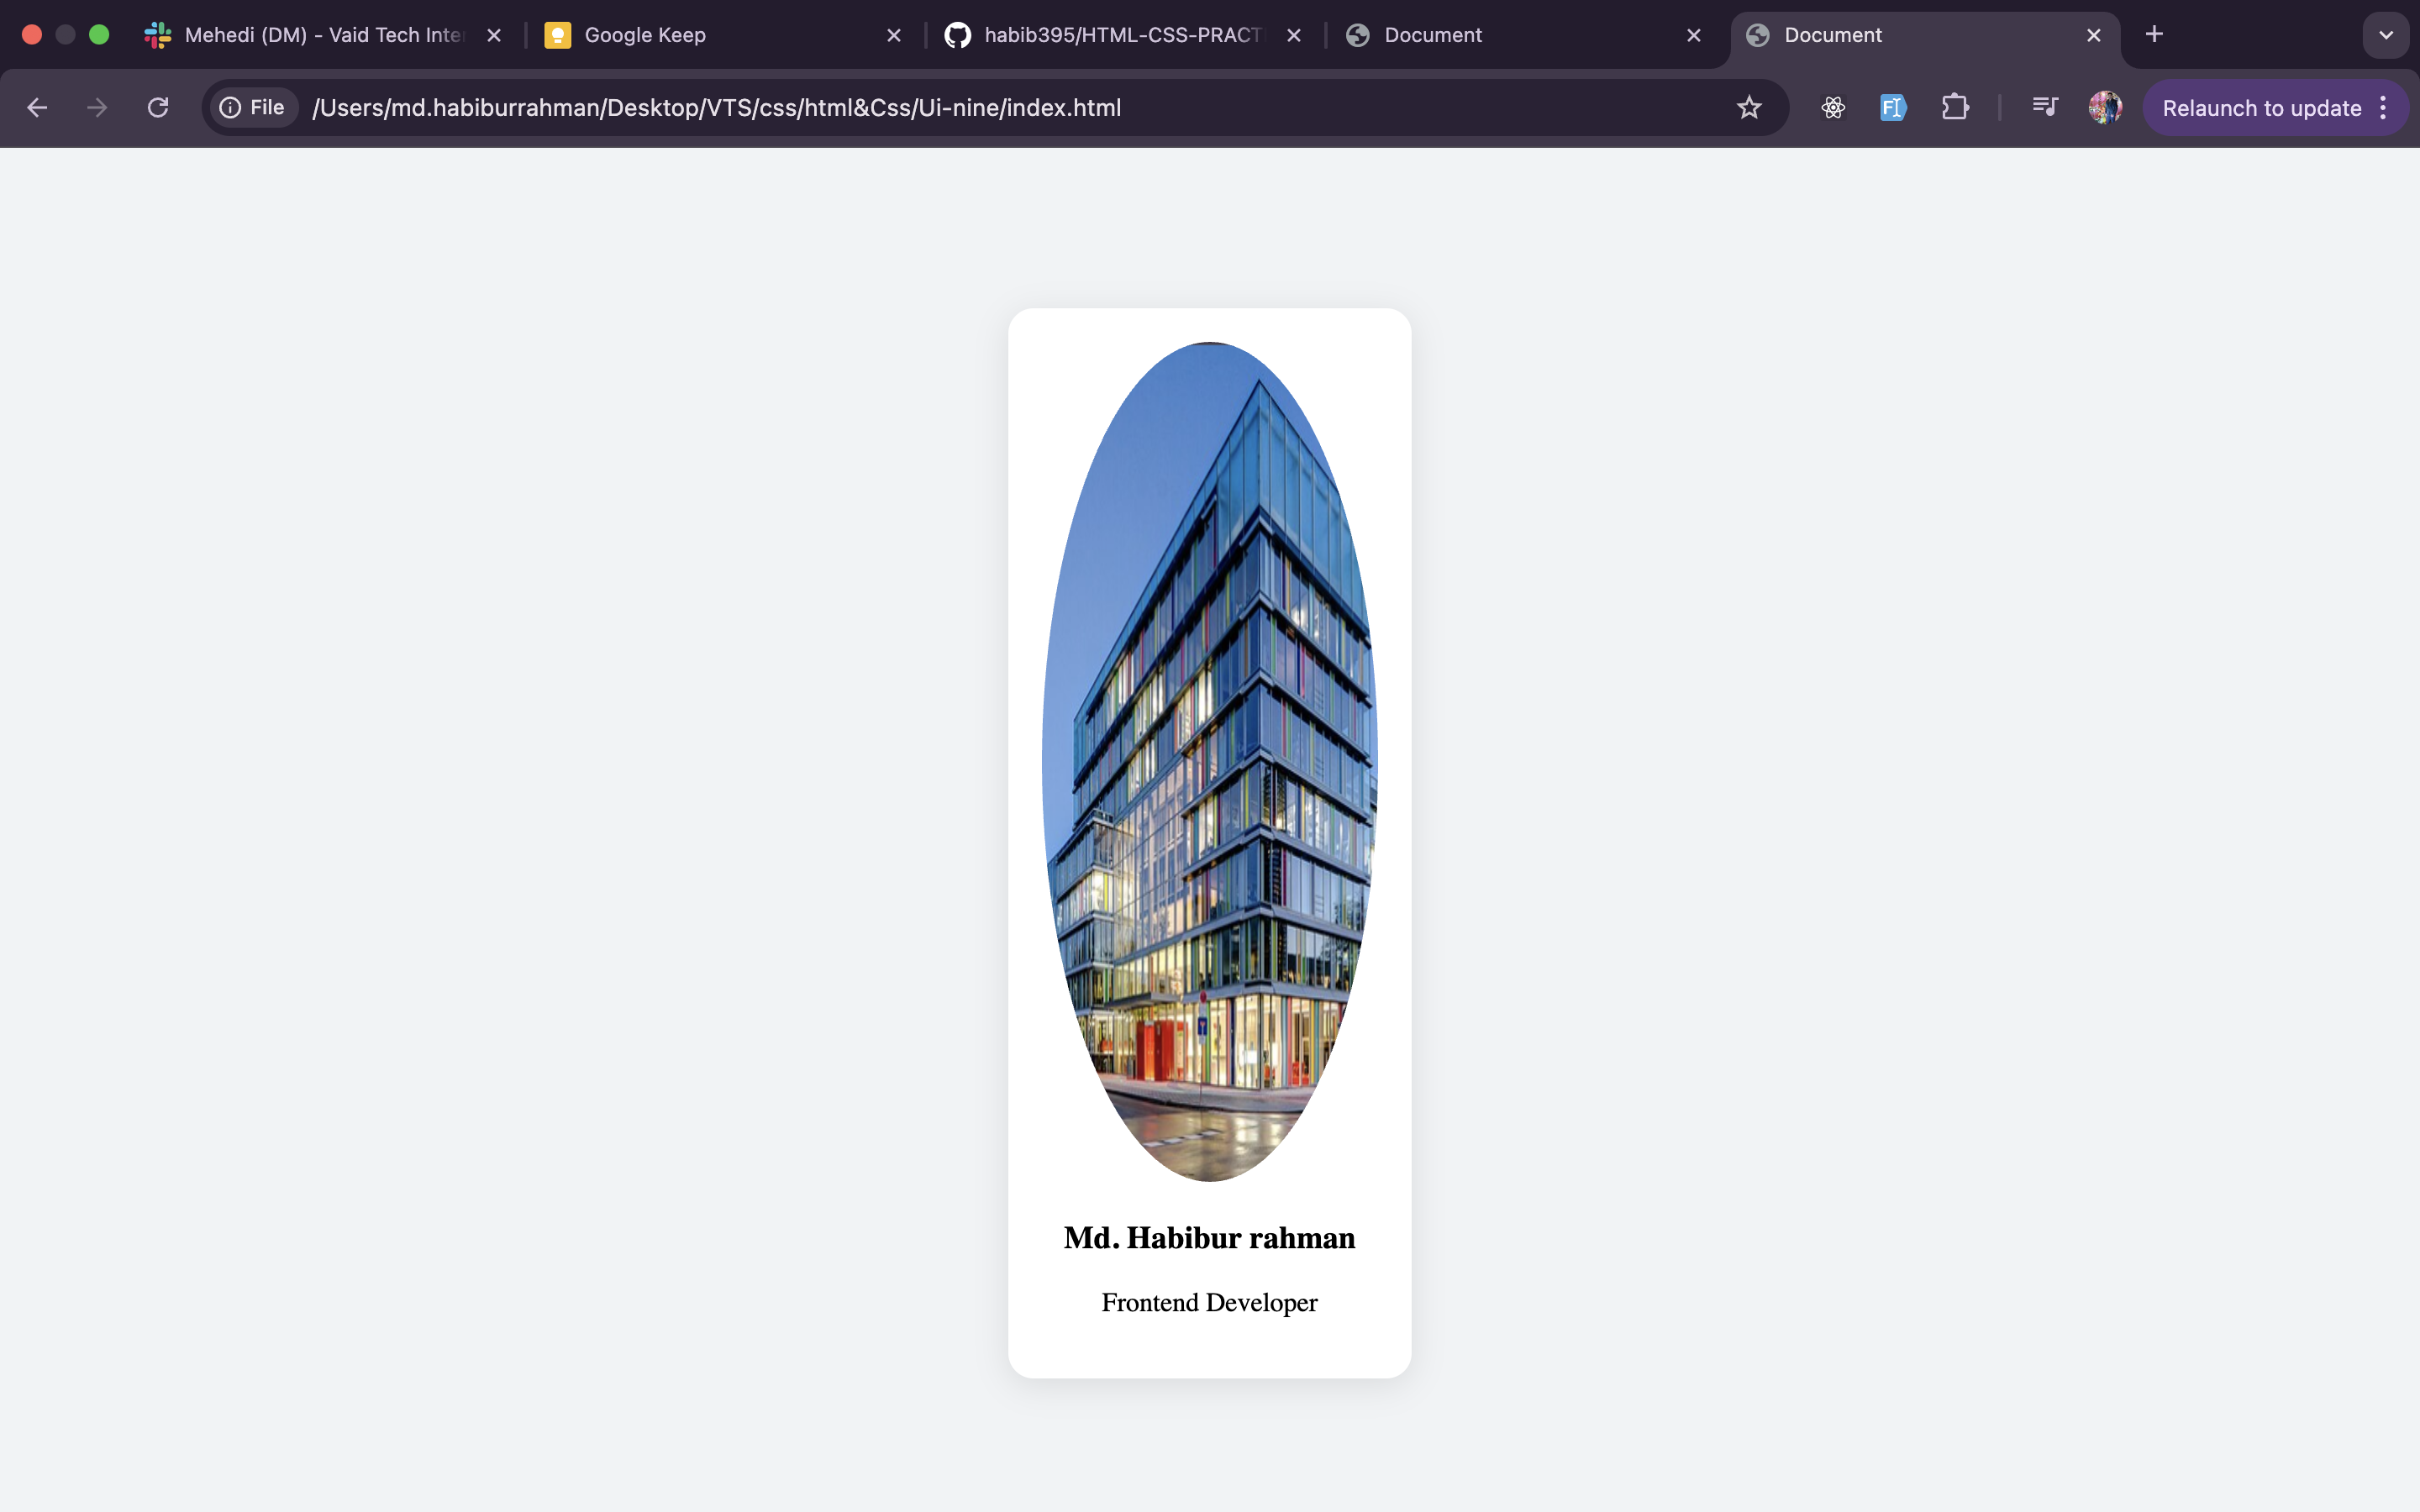 Mehedi (DM) - Vaid Tech Inte
Google Keep
habib395/HTML-CSS-PRACT
Document
Document
File
/Users/md.habiburrahman/Desktop/VTS/css/html&Css/Ui-nine/index.html
Relaunch to update
Md. Habibur rahman
Frontend Developer